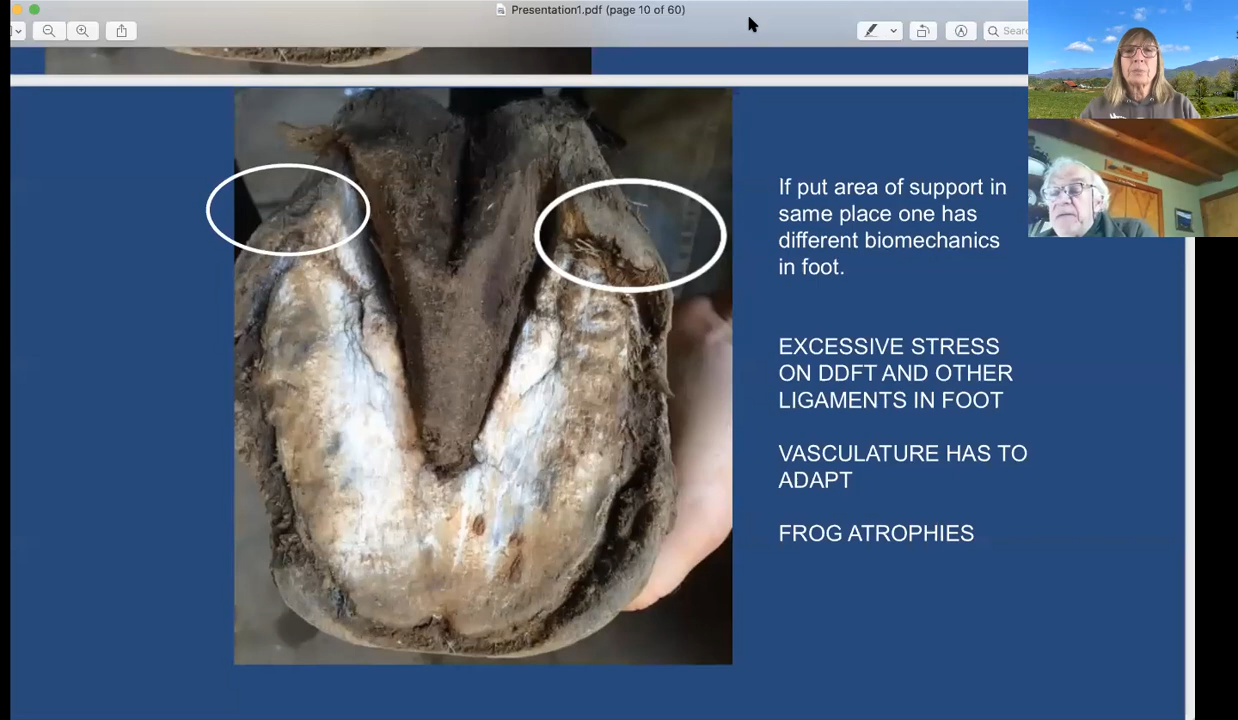 Presentation1.pdf (page 10 of 60)
If put area of support in
same place one has
different biomechanics
in foot.
EXCESSIVE STRESS
ON DDFT AND OTHER
LIGAMENTS IN FOOT
VASCULATURE HAS TO
ADAPT
FROG ATROPHIES